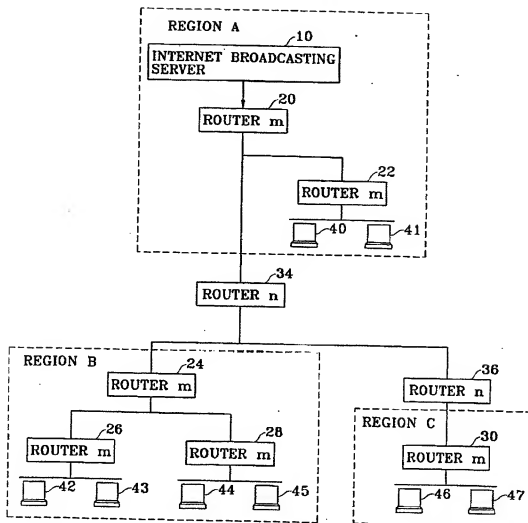 REGION A
10
INTERNET BROADCASTING
SERVER
20
ROUTER m
22
ROUTER m
40
41
34
ROUTER n
REGION B
24
ROUTER m
36
ROUTER n
26
ROUTER m
28
ROUTER m
REGION C
30
ROUTER m
42
43
44
45
46
47